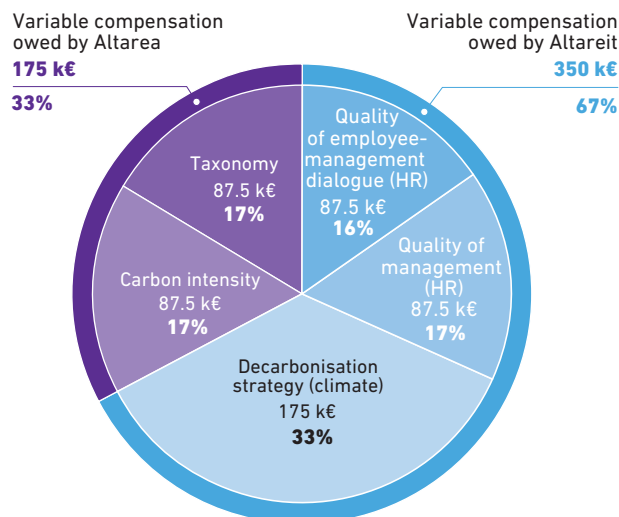 Variable compensation
owed by Altarea
175 k€
33%
Variable compensation
owed by Altareit
350 k€
67%
Quality
of employee-
management
dialogue (HR)
87.5 k€
16%
Taxonomy
87.5 k€
17%
Quality of
management
(HR)
87.5 k€
17%
Carbon intensity
87.5 k€
17%
Decarbonisation
strategy (climate)
175 k€
33%